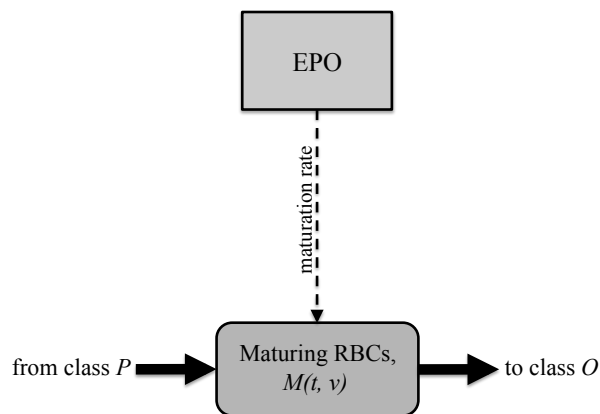 EPO
maturation rate
from class P
Maturing RBCs,
M(t, v)
to class O